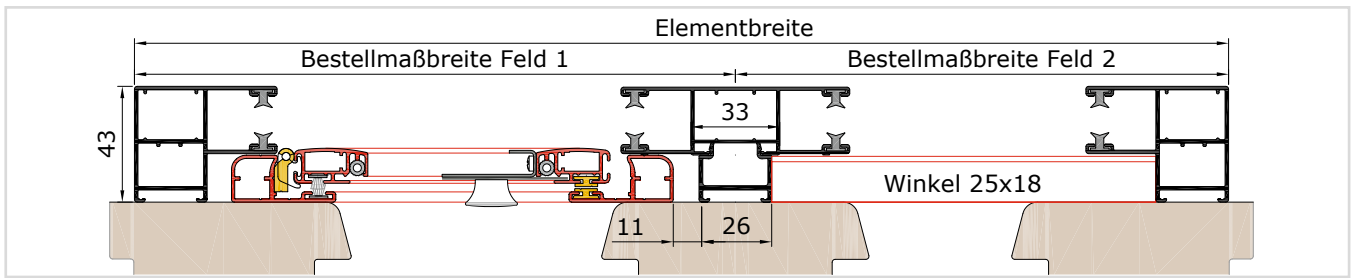 Elementbreite
Bestellmaßbreite Feld 1
Bestellmaßbreite Feld 2
43
33
Winkel 25x18
11
26